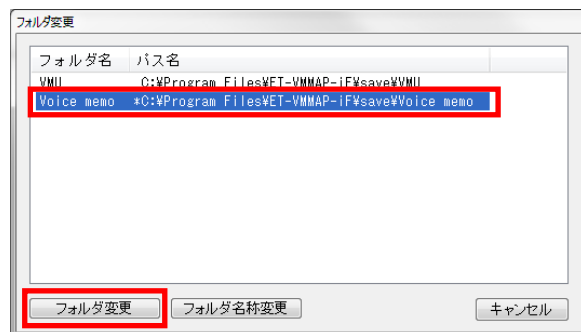 フォルダ変更
フォルダ名 パス名
VMU C:¥Program Files¥ET-VMMAP-iF¥save¥VMU
Voice memo *C:¥Program Files¥ET-VMMAP-iF¥save¥Voice memo
フォルダ変更 フォルダ名称変更 キャンセル